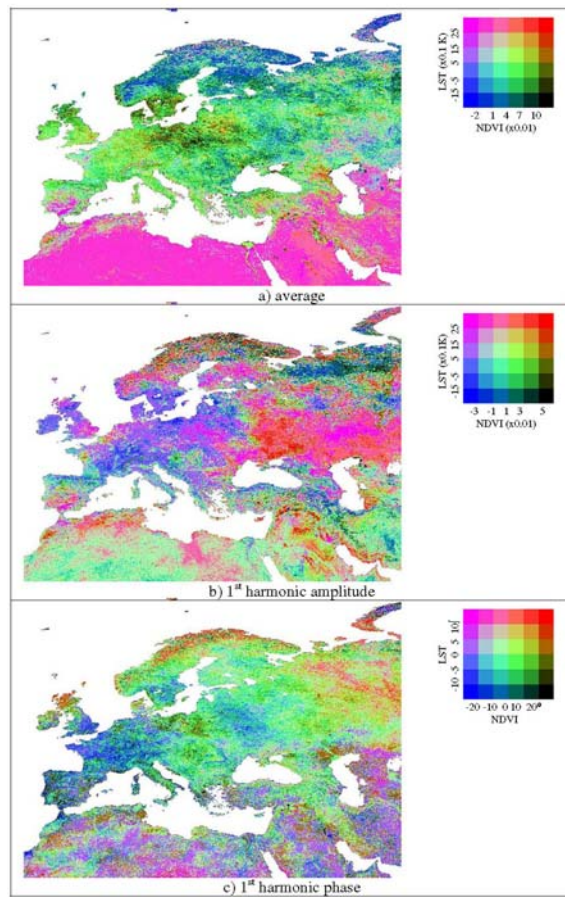 LST (x0.1 K)
25
15
5
-5
-15
-2 1 4 7 10
NDVI (x0.01)
a) average
LST (x0.1K)
25
15
5
-5
-15
-3 -1 1 3 5
NDVI (x0.01)
b) 1st harmonic amplitude
LST
10
5
0
-5
-10
-20 -10 0 10 20
NDVI
c) 1st harmonic phase